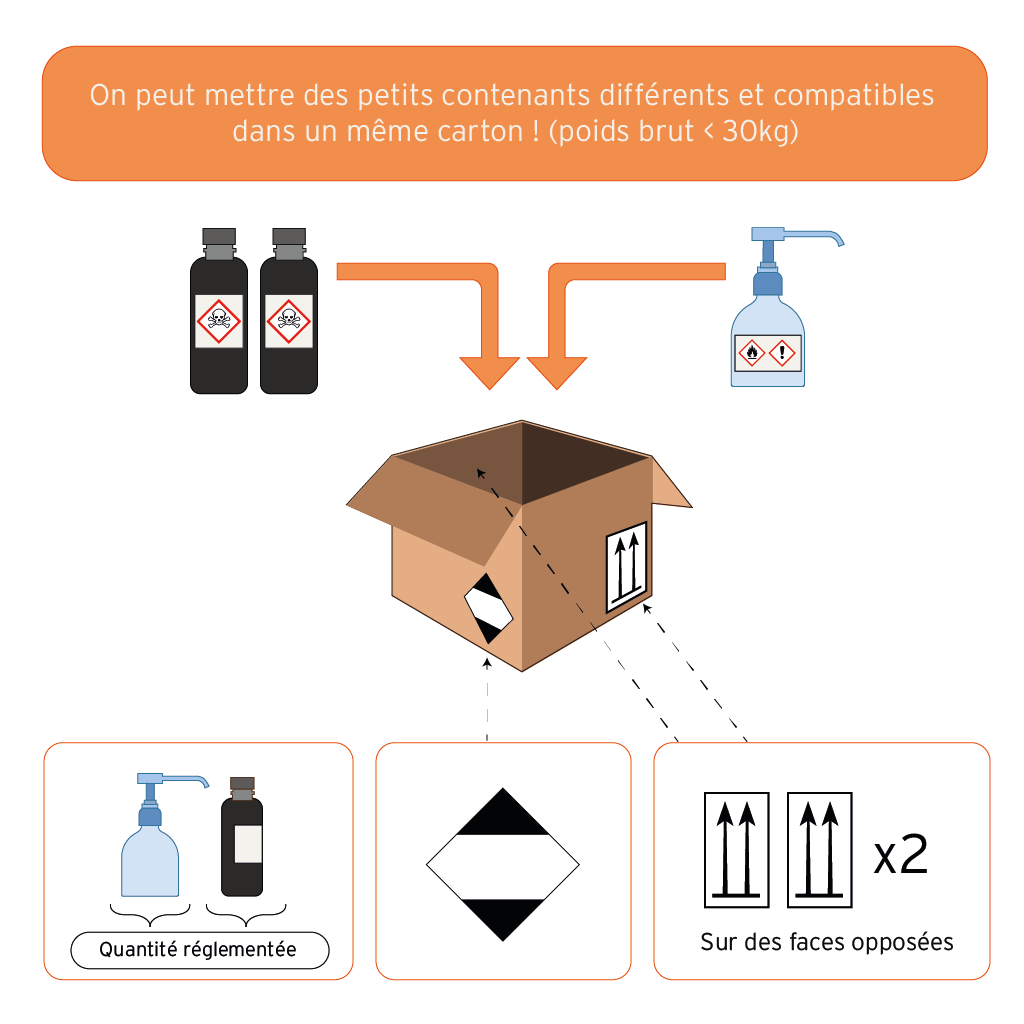 On peut mettre des petits contenants différents et compatibles
dans un même carton ! (poids brut < 30kg)
Quantité réglementée
x2
Sur des faces opposées